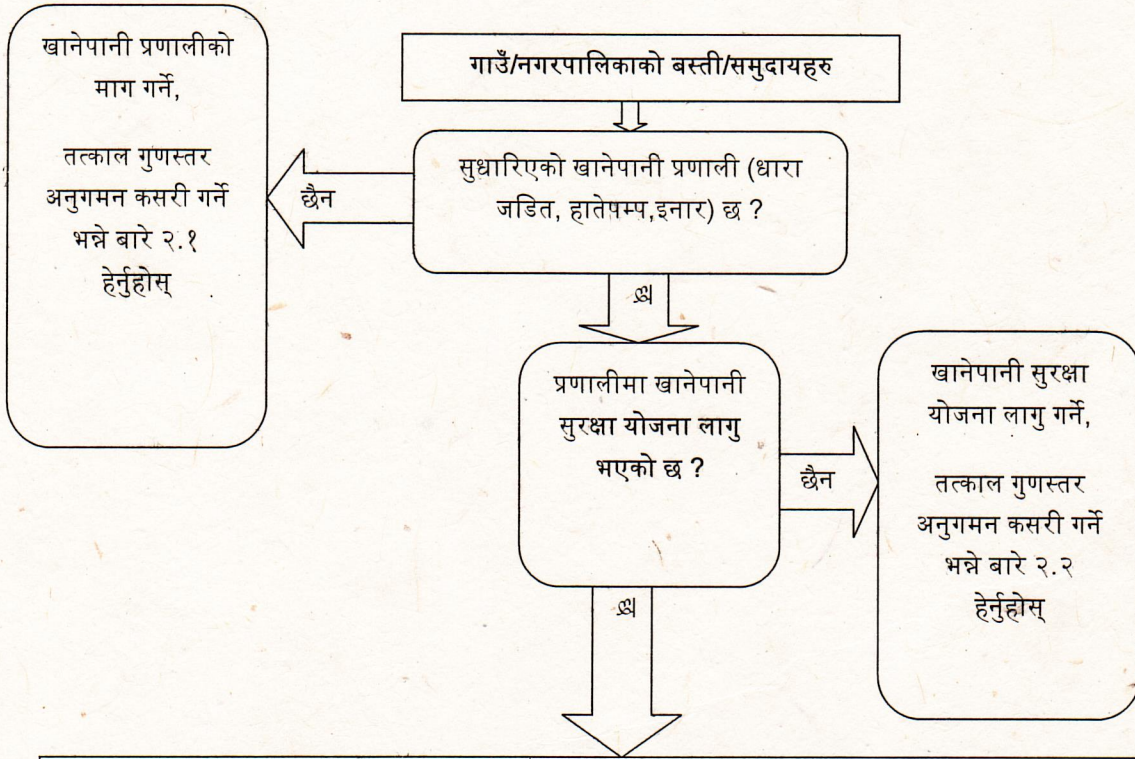 गाउँ/नगरपालिकाको बस्ती/समुदायहरु
सुधारिएको खानेपानी प्रणाली (धारा
जडित, हातेपम्प,इनार) छ ?
छैन
खानेपानी प्रणालीको
माग गर्ने,
तत्काल गुणस्तर
अनुगमन कसरी गर्ने
भन्ने बारे २.१
हेर्नुहोस्
छ
प्रणालीमा खानेपानी
सुरक्षा योजना लागु
भएको छ ?
छैन
खानेपानी सुरक्षा
योजना लागु गर्ने,
तत्काल गुणस्तर
अनुगमन कसरी गर्ने
भन्ने बारे २.२
हेर्नुहोस्
छ